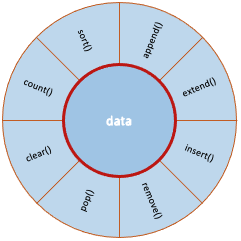 append()
extend()
insert()
remove()
pop()
clear()
count()
sort()
data